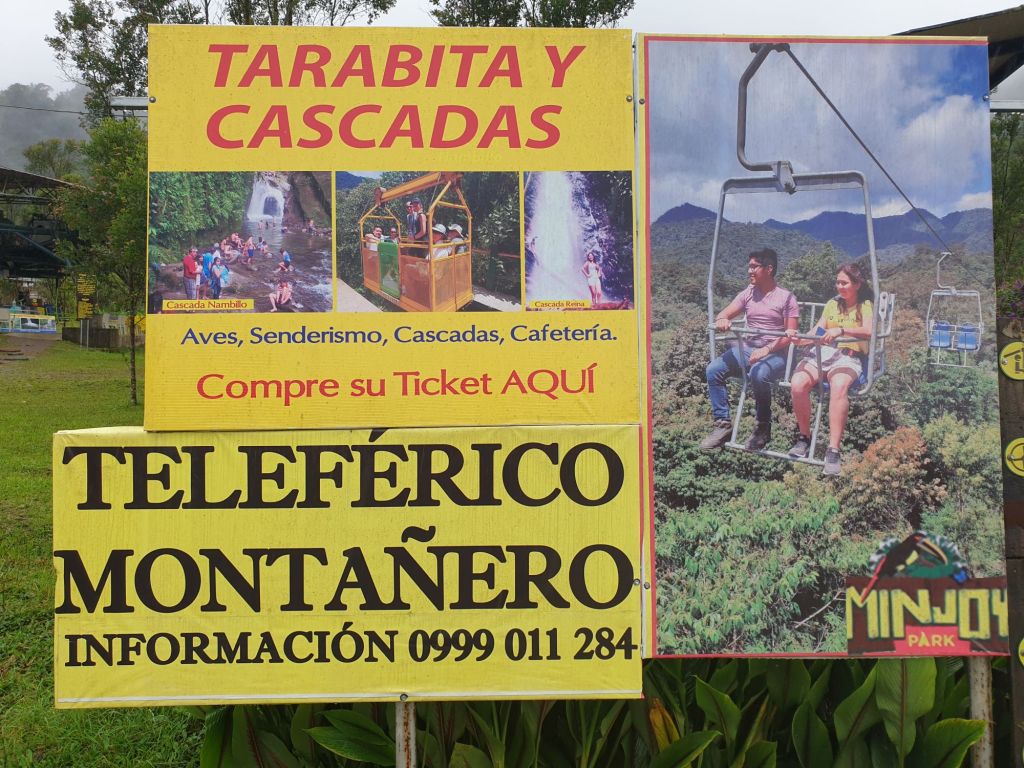 TARABITA Y
CASCADAS
Cascada Nambillo
Cascada Reina
Aves, Senderismo, Cascadas, Cafetería.
Compre su Ticket AQUÍ
TELEFÉRICO
MONTAÑERO
INFORMACIÓN 0999 011 284
MINJOY
PARK